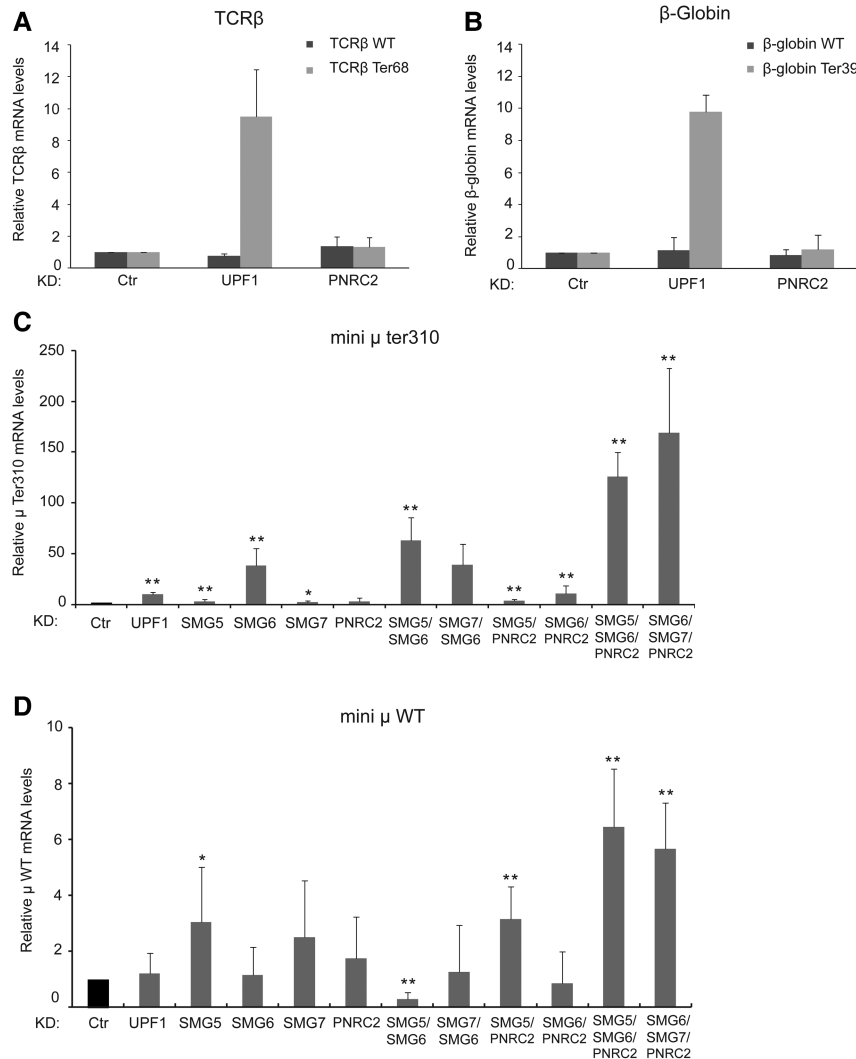 A
TCRβ
TCRβ WT
TCRβ Ter68
Relative TCRβ mRNA levels
14
12
10
8
6
4
2
0
KD:
Ctr
UPF1
PNRC2
B
β-Globin
β-globin WT
β-globin Ter39
Relative β-globin mRNA levels
14
12
10
8
6
4
2
0
KD:
Ctr
UPF1
PNRC2
C
mini μ ter310
Relative μ Ter310 mRNA levels
250
200
150
100
50
0
**
**
**
*
**
**
**
**
**
KD:
Ctr
UPF1
SMG5
SMG6
SMG7
PNRC2
SMG5/
SMG6
SMG7/
SMG6
SMG5/
PNRC2
SMG6/
PNRC2
SMG5/
SMG6/
PNRC2
SMG6/
SMG7/
PNRC2
D
mini μ WT
Relative μ WT mRNA levels
10
8
6
4
2
0
*
**
**
**
**
KD:
Ctr
UPF1
SMG5
SMG6
SMG7
PNRC2
SMG5/
SMG6
SMG7/
SMG6
SMG5/
PNRC2
SMG6/
PNRC2
SMG5/
SMG6/
PNRC2
SMG6/
SMG7/
PNRC2